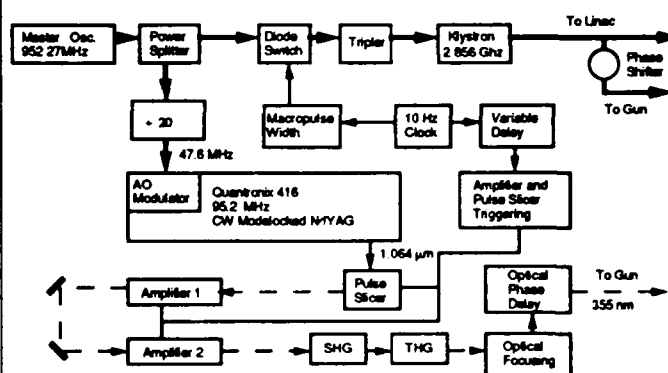 Master Osc.
952 27MHz
Power
Splitter
Diode
Switch
Tripler
Klystron
2 856 Ghz
To Linac
Phase
Shifter
To Gun
÷ 20
Macropulse
Width
10 Hz
Clock
Variable
Delay
47.6 MHz
AO
Modulator
Quantronix 416
95.2 MHz
CW Modelocked Nd:YAG
Amplifier and
Pulse Slicer
Triggering
1.064 µm
Pulse
Slicer
Optical
Phase
Delay
To Gun
355 nm
Amplifier 1
Amplifier 2
SHG
THG
Optical
Focusing